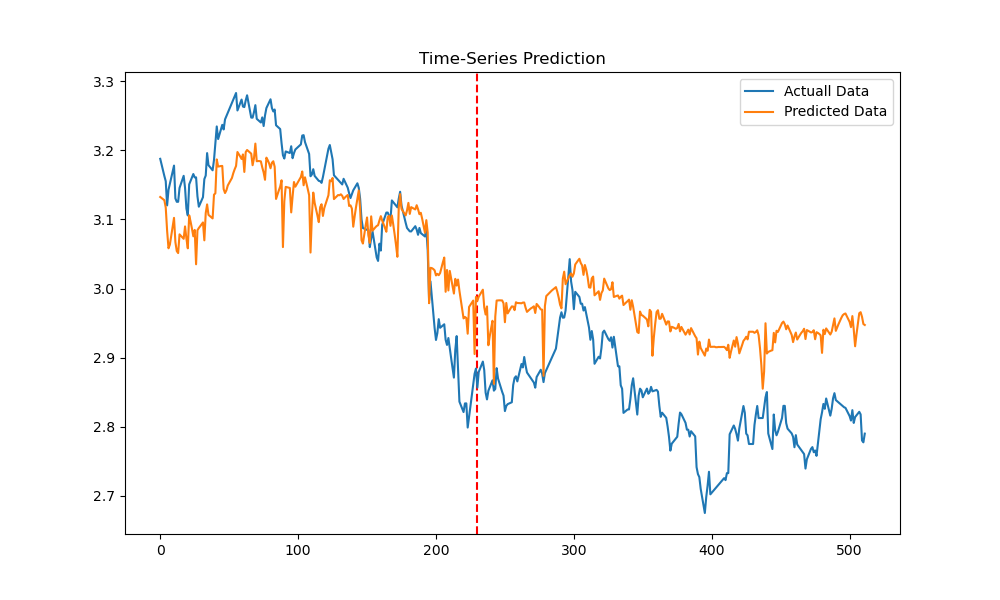 Time-Series Prediction
Actuall Data
Predicted Data
3.3
3.2
3.1
3.0
2.9
2.8
2.7
0 100 200 300 400 500